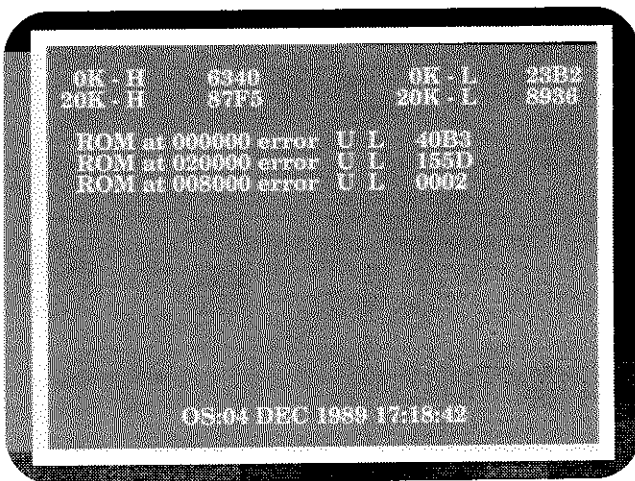 0K - H 6340 0K - L 23B2
20K - H 87F5 20K - L 8936
ROM at 000000 error U L 40B3
ROM at 020000 error U L 155D
ROM at 008000 error U L 0002
OS:04 DEC 1989 17:18:42